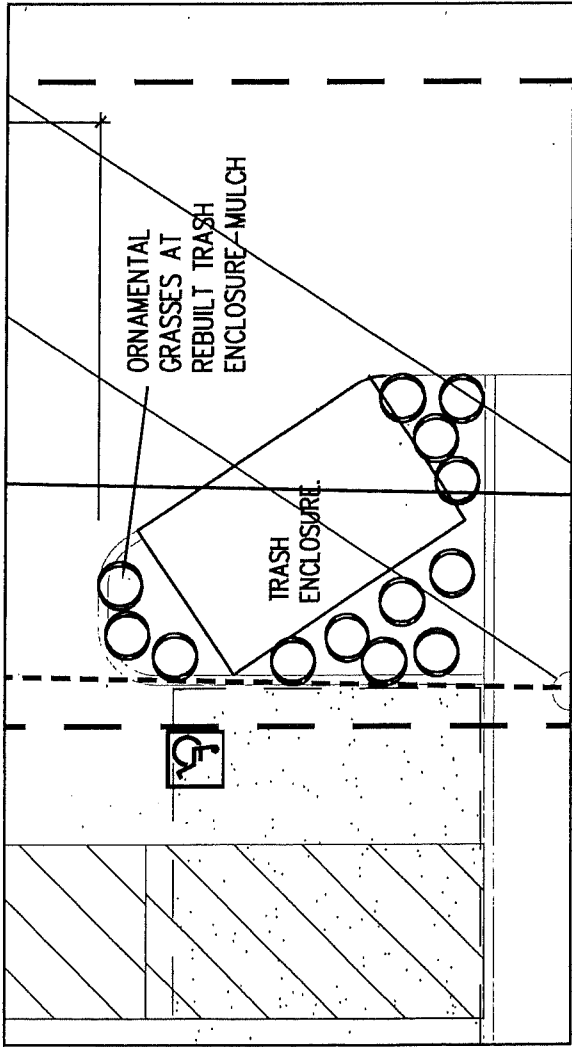 ORNAMENTAL
GRASSES AT
REBUILT TRASH
ENCLOSURE-MULCH
TRASH
ENCLOSURE.